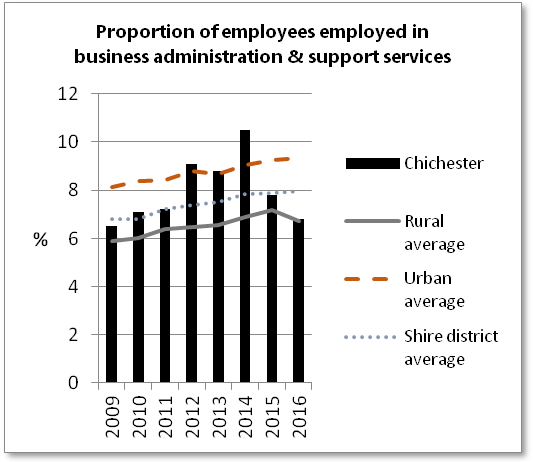 Proportion of employees employed in
business administration & support services
12
10
8
6
4
2
0
%
2009
2010
2011
2012
2013
2014
2015
2016
Chichester
Rural
average
Urban
average
Shire district
average